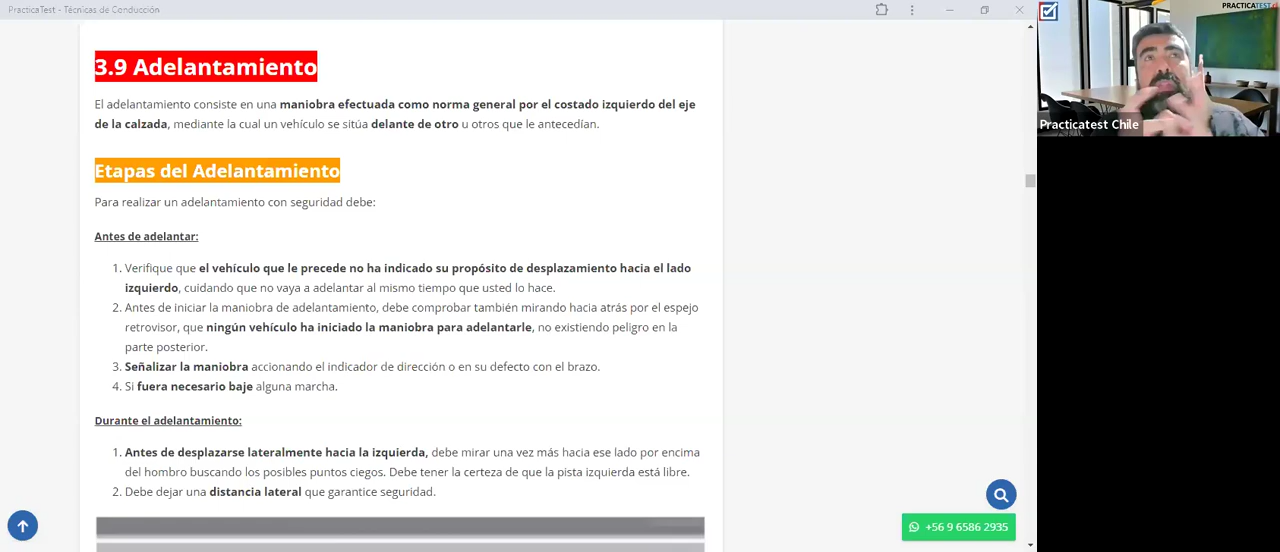 PracticaTest - Técnicas de Conducción
PRACTICATEST.cl
Practicatest Chile
3.9 Adelantamiento
El adelantamiento consiste en una maniobra efectuada como norma general por el costado izquierdo del eje
de la calzada, mediante la cual un vehículo se sitúa delante de otro u otros que le antecedían.
Etapas del Adelantamiento
Para realizar un adelantamiento con seguridad debe:
Antes de adelantar:
1. Verifique que el vehículo que le precede no ha indicado su propósito de desplazamiento hacia el lado
izquierdo, cuidando que no vaya a adelantar al mismo tiempo que usted lo hace.
2. Antes de iniciar la maniobra de adelantamiento, debe comprobar también mirando hacia atrás por el espejo
retrovisor, que ningún vehículo ha iniciado la maniobra para adelantarle, no existiendo peligro en la
parte posterior.
3. Señalizar la maniobra accionando el indicador de dirección o en su defecto con el brazo.
4. Si fuera necesario baje alguna marcha.
Durante el adelantamiento:
1. Antes de desplazarse lateralmente hacia la izquierda, debe mirar una vez más hacia ese lado por encima
del hombro buscando los posibles puntos ciegos. Debe tener la certeza de que la pista izquierda está libre.
2. Debe dejar una distancia lateral que garantice seguridad.
+56 9 6586 2935